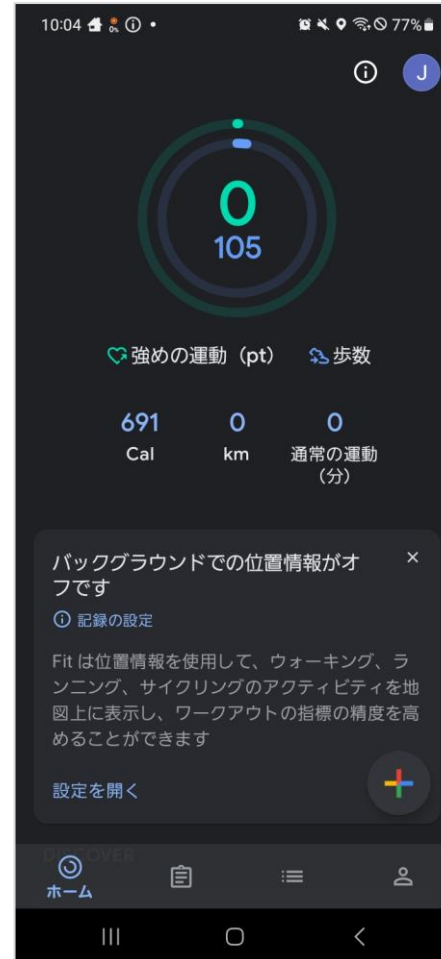 10:04 0% 77%
J
0
105
強めの運動（pt） 歩数
691 0 0
Cal km 通常の運動
（分）
バックグラウンドでの位置情報がオ
フです
記録の設定
Fit は位置情報を使用して、ウォーキング、ラ
ンニング、サイクリングのアクティビティを地
図上に表示し、ワークアウトの指標の精度を高
めることができます
設定を開く
DISCOVER
ホーム